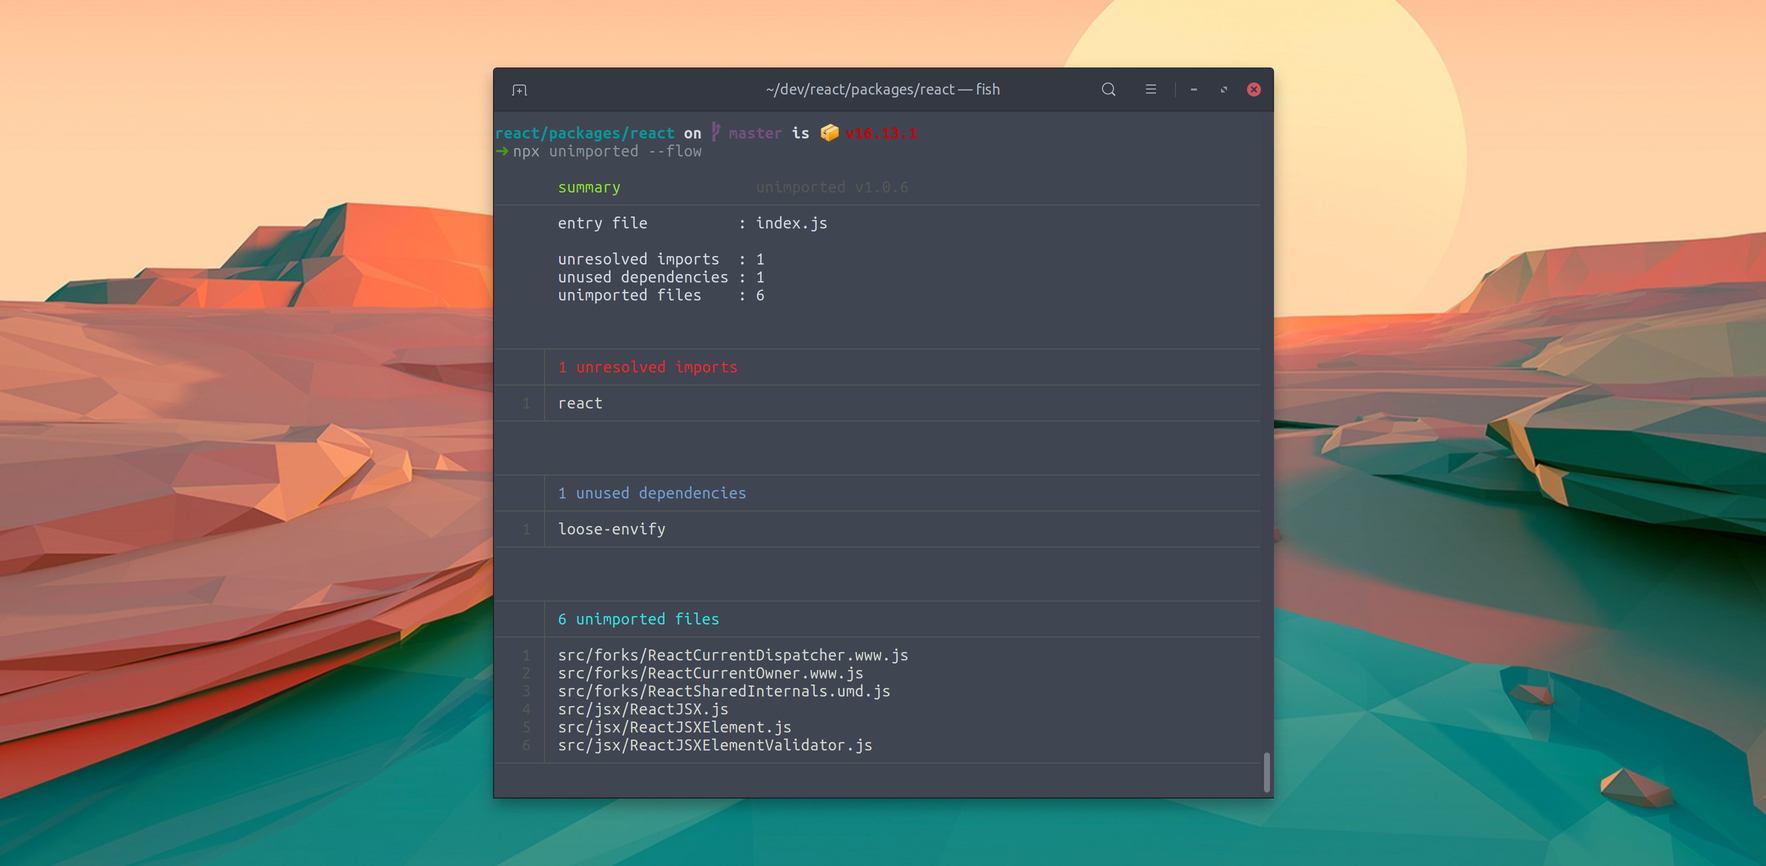 ~/dev/react/packages/react — fish
react/packages/react on master is 📦 v16.13.1
➜ npx unimported --flow
summary unimported v1.0.6
entry file : index.js
unresolved imports : 1
unused dependencies : 1
unimported files : 6
1 unresolved imports
1 react
1 unused dependencies
1 loose-envify
6 unimported files
1 src/forks/ReactCurrentDispatcher.www.js
2 src/forks/ReactCurrentOwner.www.js
3 src/forks/ReactSharedInternals.umd.js
4 src/jsx/ReactJSX.js
5 src/jsx/ReactJSXElement.js
6 src/jsx/ReactJSXElementValidator.js